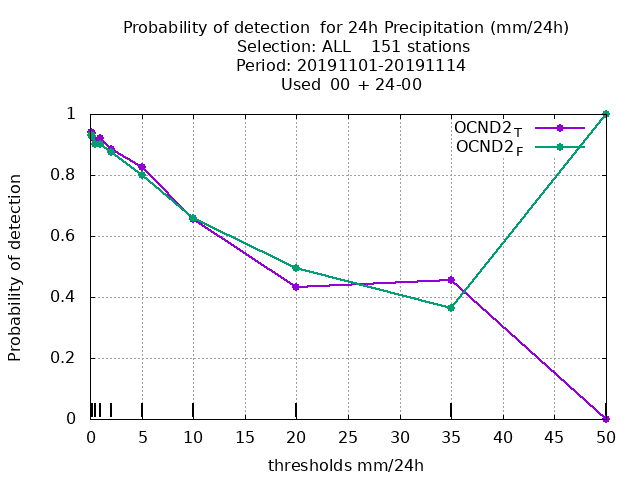 Probability of detection  for 24h Precipitation (mm/24h)
Selection: ALL    151 stations
Period: 20191101-20191114
Used  00 + 24-00
OCND2T
OCND2F
Probability of detection
1
0.8
0.6
0.4
0.2
0
0 5 10 15 20 25 30 35 40 45 50
thresholds mm/24h